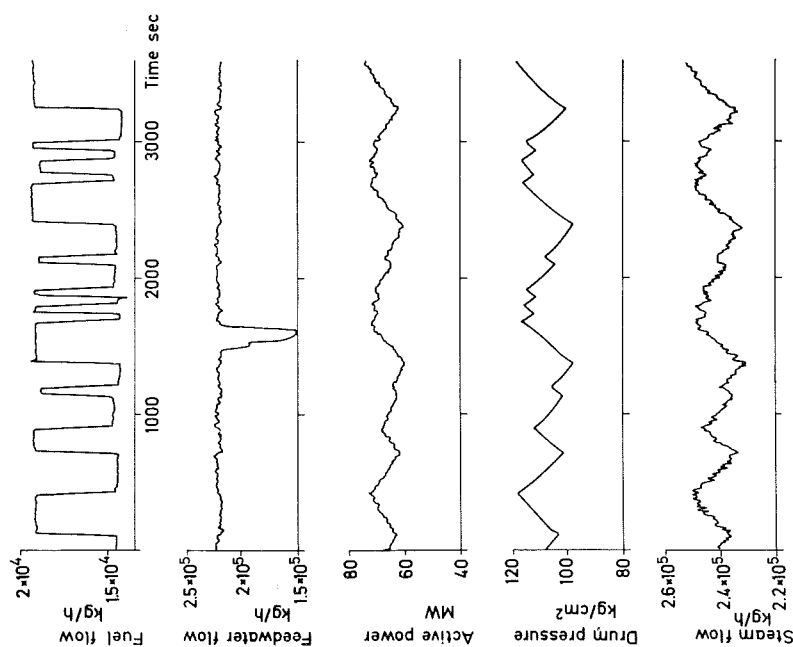 Fuel flow
kg/h
2•10⁴
1.5•10⁴
1000
2000
3000
Time sec
Feedwater flow
kg/h
2.5•10⁵
2•10⁵
1.5•10⁵
Active power
MW
80
60
40
Drum pressure
kg/cm²
120
100
80
Steam flow
kg/h
2.6•10⁵
2.4•10⁵
2.2•10⁵